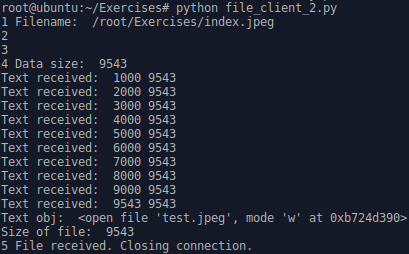 root@ubuntu:~/Exercises# python file_client_2.py
1 Filename:  /root/Exercises/index.jpeg
2
3
4 Data size:  9543
Text received:  1000 9543
Text received:  2000 9543
Text received:  3000 9543
Text received:  4000 9543
Text received:  5000 9543
Text received:  6000 9543
Text received:  7000 9543
Text received:  8000 9543
Text received:  9000 9543
Text received:  9543 9543
Text obj:  <open file 'test.jpeg', mode 'w' at 0xb724d390>
Size of file:  9543
5 File received. Closing connection.